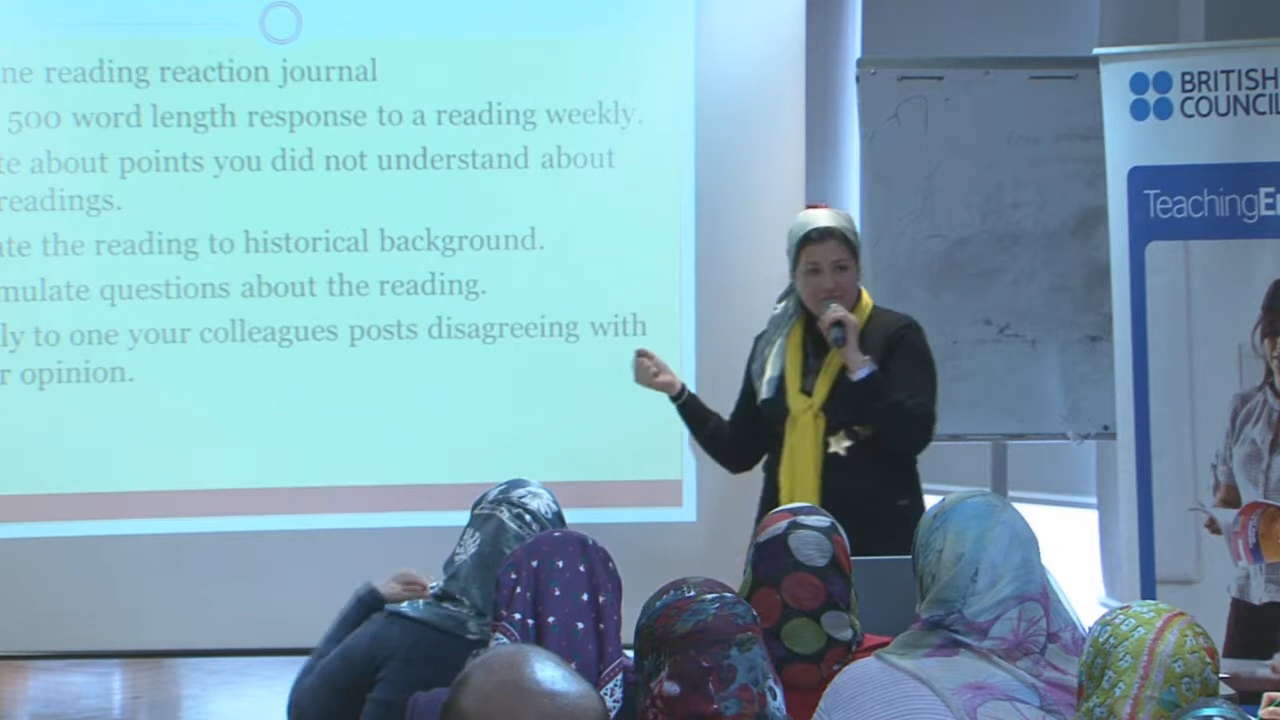 ne reading reaction journal
500 word length response to a reading weekly.
te about points you did not understand about
readings.
ate the reading to historical background.
mulate questions about the reading.
ly to one your colleagues posts disagreeing with
r opinion.
BRITISH
COUNCIL
TeachingEn